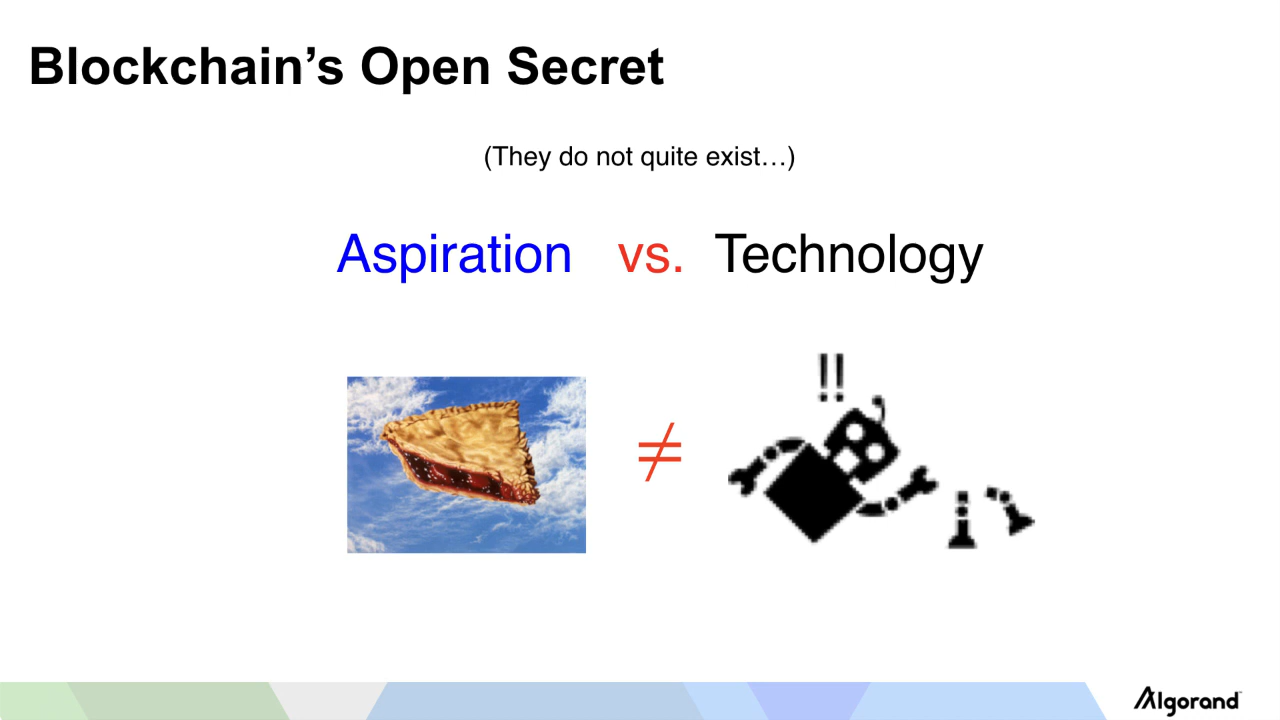 Blockchain’s Open Secret
(They do not quite exist…)
Aspiration vs. Technology
≠
!!
Algorand